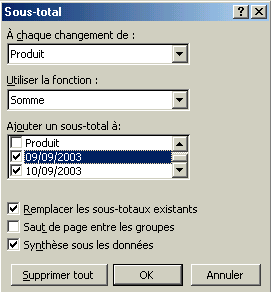 Sous-total
À chaque changement de :
Produit
Utiliser la fonction :
Somme
Ajouter un sous-total à:
Produit
09/09/2003
10/09/2003
Remplacer les sous-totaux existants
Saut de page entre les groupes
Synthèse sous les données
Supprimer tout OK Annuler